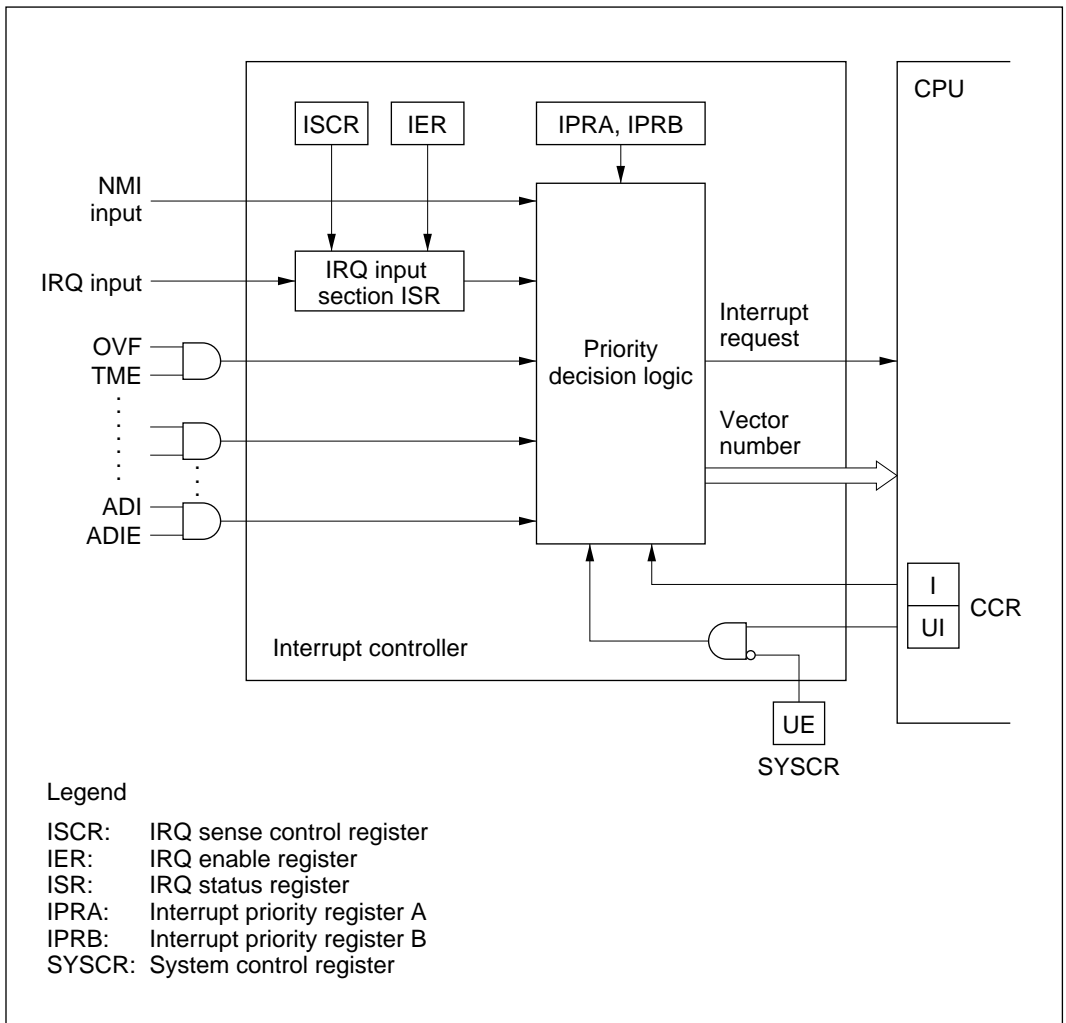 CPU
ISCR
IER
IPRA, IPRB
NMI
input
IRQ input
IRQ input
section ISR
OVF
TME
Priority
decision logic
Interrupt
request
Vector
number
ADI
ADIE
I
UI
CCR
Interrupt controller
UE
SYSCR
Legend
ISCR: IRQ sense control register
IER: IRQ enable register
ISR: IRQ status register
IPRA: Interrupt priority register A
IPRB: Interrupt priority register B
SYSCR: System control register